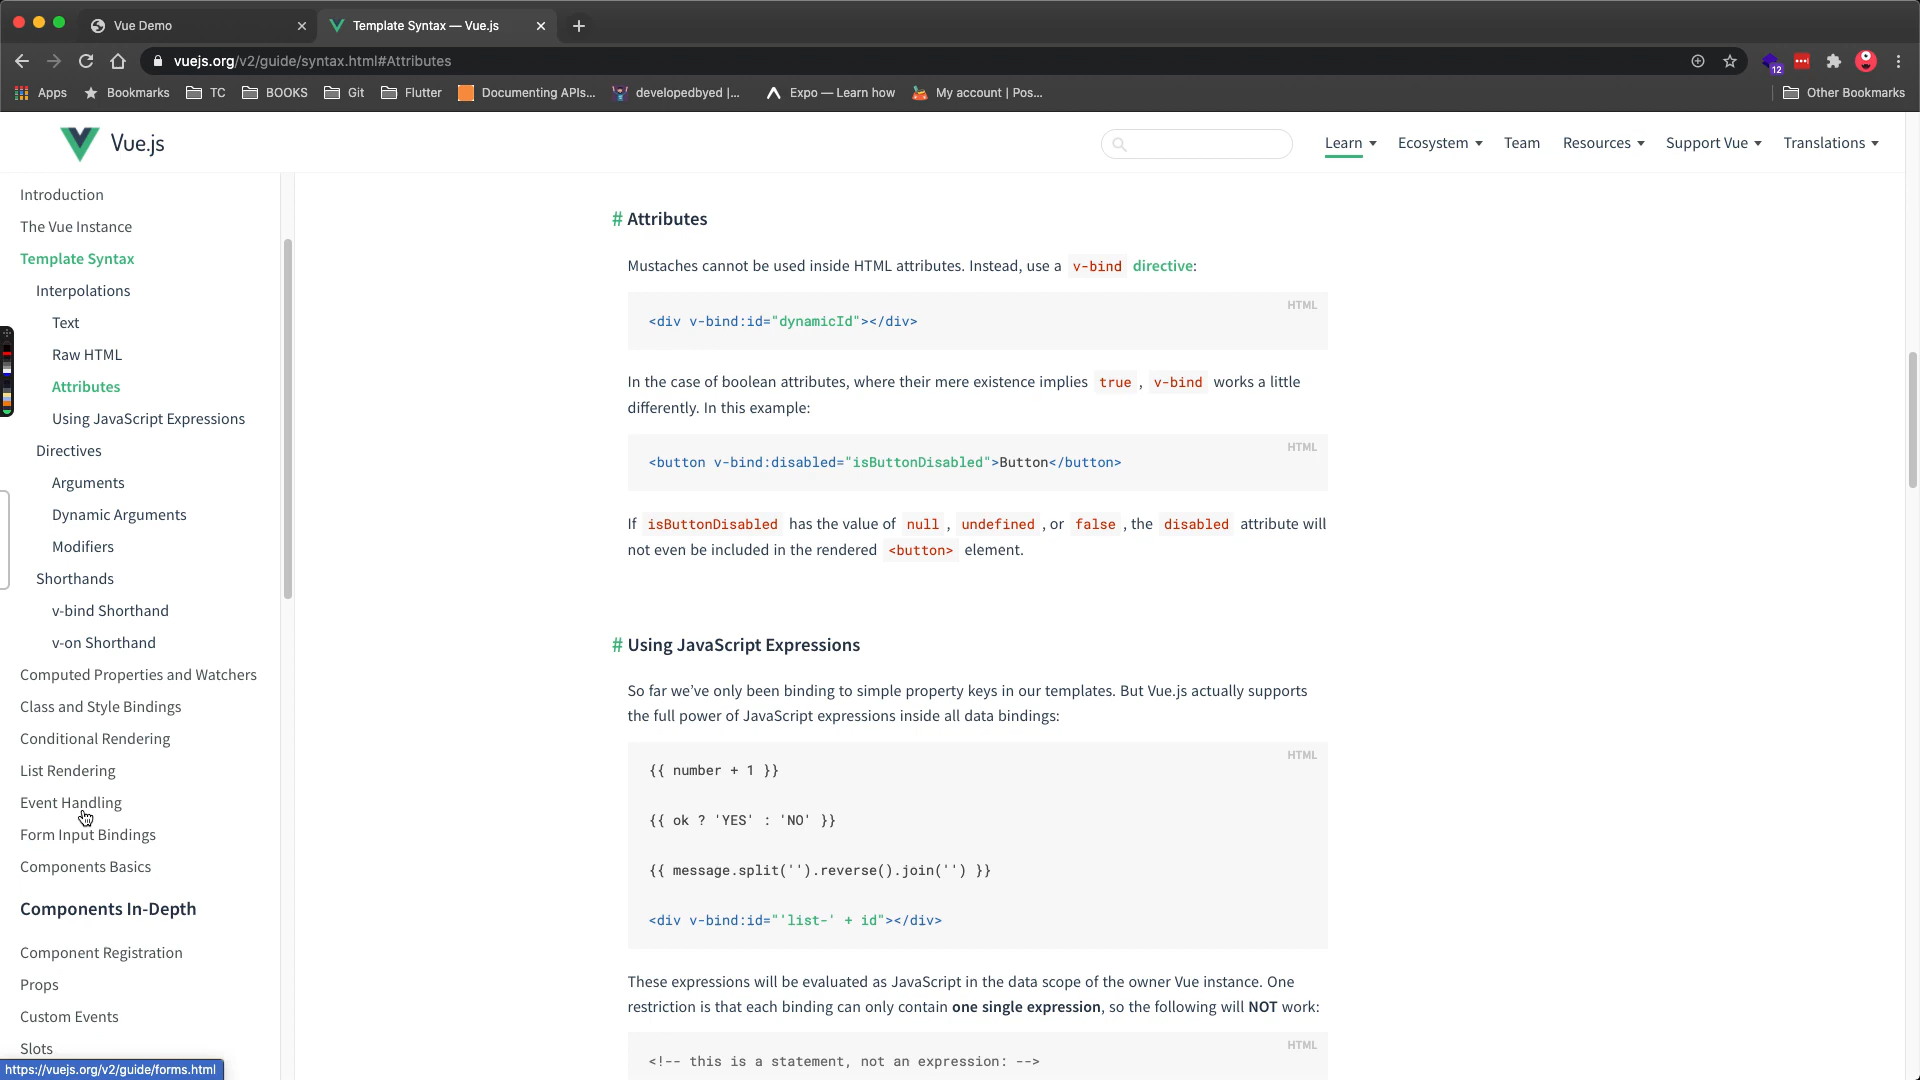 Vue Demo
Template Syntax — Vue.js
vuejs.org/v2/guide/syntax.html#Attributes
12
Apps
Bookmarks
TC
BOOKS
Git
Flutter
Documenting APIs...
developedbyed |...
Expo — Learn how
My account | Pos...
Other Bookmarks
Vue.js
Learn
Ecosystem
Team
Resources
Support Vue
Translations
Introduction
The Vue Instance
Template Syntax
Interpolations
Text
Raw HTML
Attributes
Using JavaScript Expressions
Directives
Arguments
Dynamic Arguments
Modifiers
Shorthands
v-bind Shorthand
v-on Shorthand
Computed Properties and Watchers
Class and Style Bindings
Conditional Rendering
List Rendering
Event Handling
Form Input Bindings
Components Basics
Components In-Depth
Component Registration
Props
Custom Events
Slots
https://vuejs.org/v2/guide/forms.html
# Attributes
Mustaches cannot be used inside HTML attributes. Instead, use a v-bind directive:
HTML
<div v-bind:id="dynamicId"></div>
In the case of boolean attributes, where their mere existence implies true , v-bind works a little
differently. In this example:
HTML
<button v-bind:disabled="isButtonDisabled">Button</button>
If isButtonDisabled has the value of null , undefined , or false , the disabled attribute will
not even be included in the rendered <button> element.
# Using JavaScript Expressions
So far we’ve only been binding to simple property keys in our templates. But Vue.js actually supports
the full power of JavaScript expressions inside all data bindings:
HTML
{{ number + 1 }}
{{ ok ? 'YES' : 'NO' }}
{{ message.split('').reverse().join('') }}
<div v-bind:id="'list-' + id"></div>
These expressions will be evaluated as JavaScript in the data scope of the owner Vue instance. One
restriction is that each binding can only contain one single expression, so the following will NOT work:
HTML
<!-- this is a statement, not an expression: -->